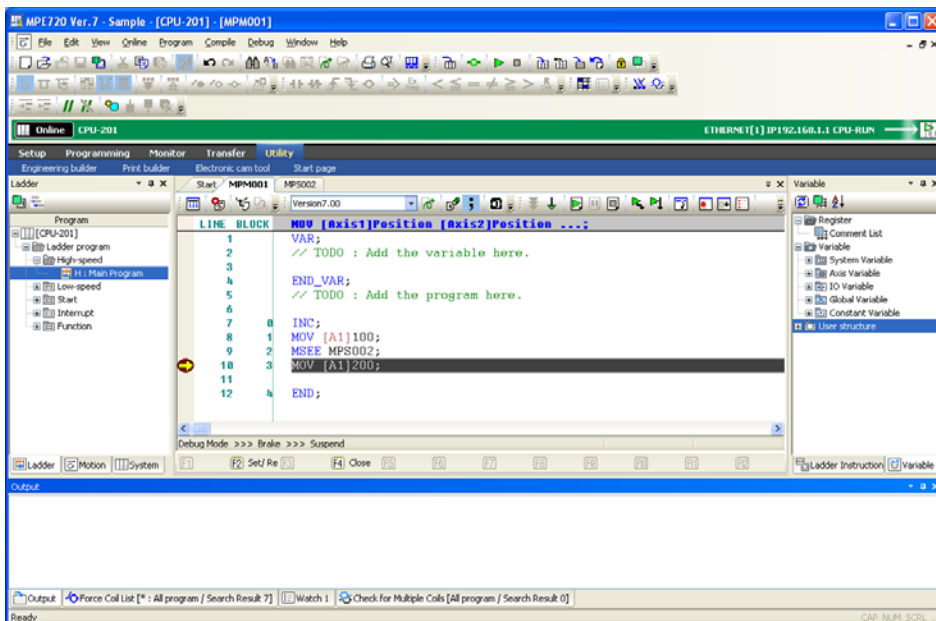 MPE720 Ver.7 - Sample - [CPU-201] - [MPM001]
File Edit View Online Program Compile Debug Window Help
Online CPU-201 ETHERNET[1] IP192.168.1.1 CPU-RUN
Setup Programming Monitor Transfer Utility
Engineering builder Print builder Electronic cam tool Start page
Ladder
Start MPM001 MPS002
Variable
Version7.00
Program
[CPU-201]
Ladder program
High-speed
H : Main Program
Low-speed
Start
Interrupt
Function
LINE BLOCK MOV [Axis1]Position [Axis2]Position ...;
1 VAR;
2 // TODO : Add the variable here.
3
4 END_VAR;
5 // TODO : Add the program here.
6
7 0 INC;
8 1 MOV [A1]100;
9 2 MSEE MPS002;
10 3 MOV [A1]200;
11
12 4 END;
Register
Comment List
Variable
System Variable
Axis Variable
IO Variable
Global Variable
Constant Variable
User structure
Debug Mode >>> Brake >>> Suspend
Ladder Motion System
F1 F2 Set/ Re F3 F4 Close F5 F6 F7 F8 F9 F10 F11 F12
Ladder Instruction Variable
Output
Output Force Coil List [* : All program / Search Result 7] Watch 1 Check for Multiple Coils [All program / Search Result 0]
Ready CAP NUM SCRL